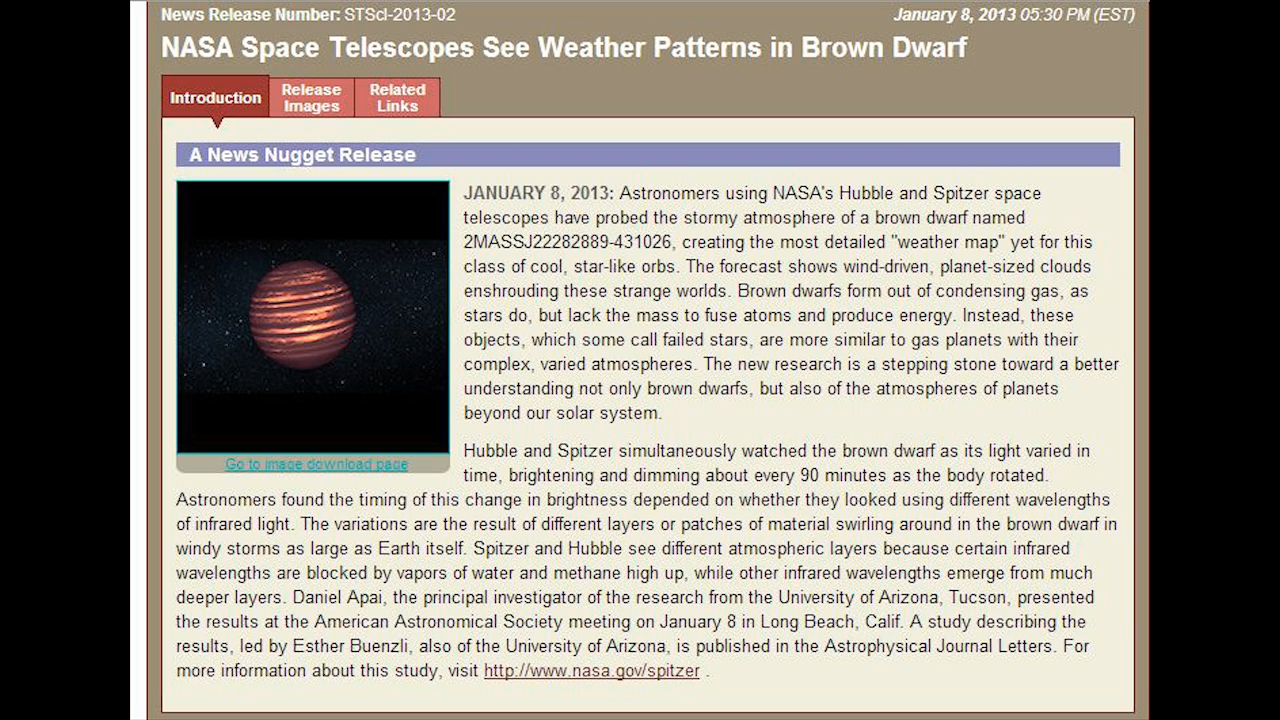 News Release Number: STScI-2013-02
January 8, 2013 05:30 PM (EST)
NASA Space Telescopes See Weather Patterns in Brown Dwarf
Introduction
Release
Images
Related
Links
A News Nugget Release
JANUARY 8, 2013: Astronomers using NASA's Hubble and Spitzer space
telescopes have probed the stormy atmosphere of a brown dwarf named
2MASSJ22282889-431026, creating the most detailed "weather map" yet for this
class of cool, star-like orbs. The forecast shows wind-driven, planet-sized clouds
enshrouding these strange worlds. Brown dwarfs form out of condensing gas, as
stars do, but lack the mass to fuse atoms and produce energy. Instead, these
objects, which some call failed stars, are more similar to gas planets with their
complex, varied atmospheres. The new research is a stepping stone toward a better
understanding not only brown dwarfs, but also of the atmospheres of planets
beyond our solar system.
Go to image download page
Hubble and Spitzer simultaneously watched the brown dwarf as its light varied in
time, brightening and dimming about every 90 minutes as the body rotated.
Astronomers found the timing of this change in brightness depended on whether they looked using different wavelengths
of infrared light. The variations are the result of different layers or patches of material swirling around in the brown dwarf in
windy storms as large as Earth itself. Spitzer and Hubble see different atmospheric layers because certain infrared
wavelengths are blocked by vapors of water and methane high up, while other infrared wavelengths emerge from much
deeper layers. Daniel Apai, the principal investigator of the research from the University of Arizona, Tucson, presented
the results at the American Astronomical Society meeting on January 8 in Long Beach, Calif. A study describing the
results, led by Esther Buenzli, also of the University of Arizona, is published in the Astrophysical Journal Letters. For
more information about this study, visit http://www.nasa.gov/spitzer .